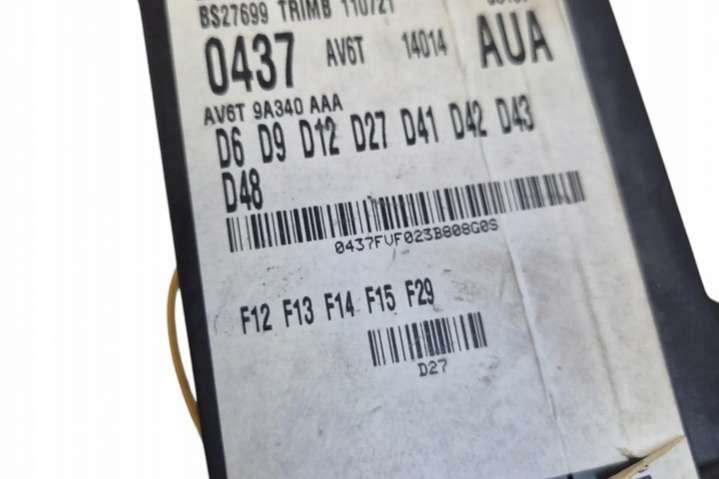 BS27699 TRIMB 110721
0437 AV6T 14014 AUA
AV6T 9A340 AAA
D6 D9 D12 D27 D41 D42 D43
D48
0437FVF023B808G0S
F12 F13 F14 F15 F29
D27